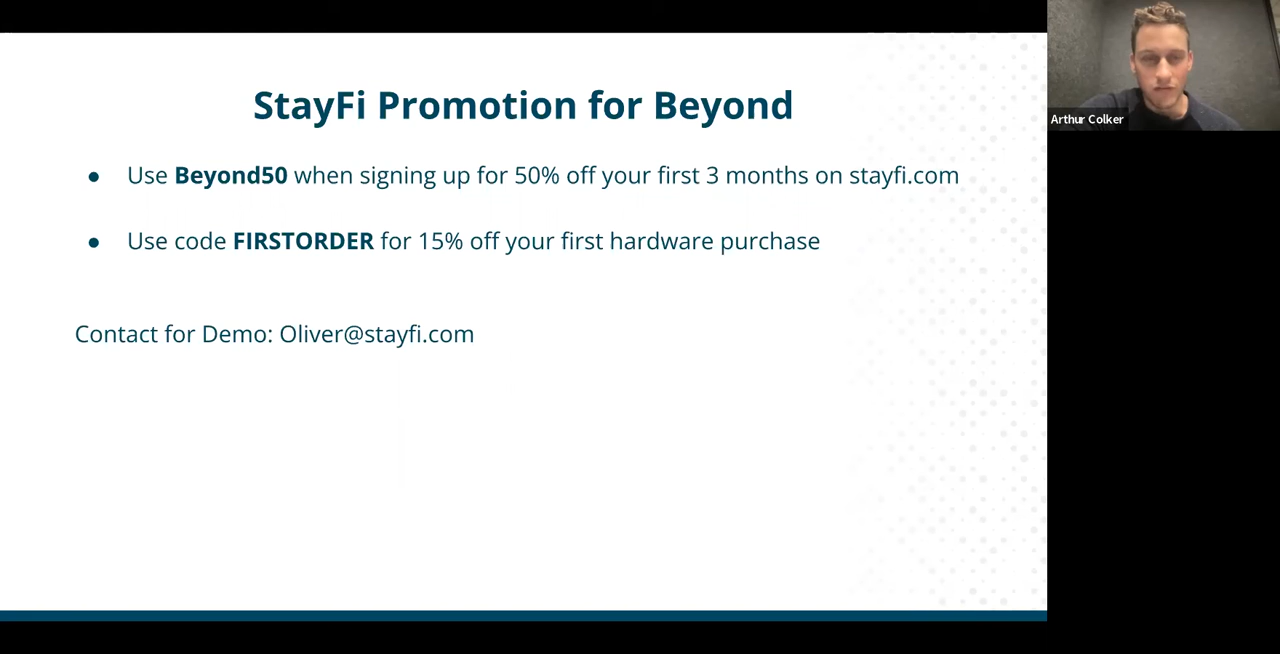 StayFi Promotion for Beyond
● Use Beyond50 when signing up for 50% off your first 3 months on stayfi.com
● Use code FIRSTORDER for 15% off your first hardware purchase
Contact for Demo: Oliver@stayfi.com
Arthur Colker